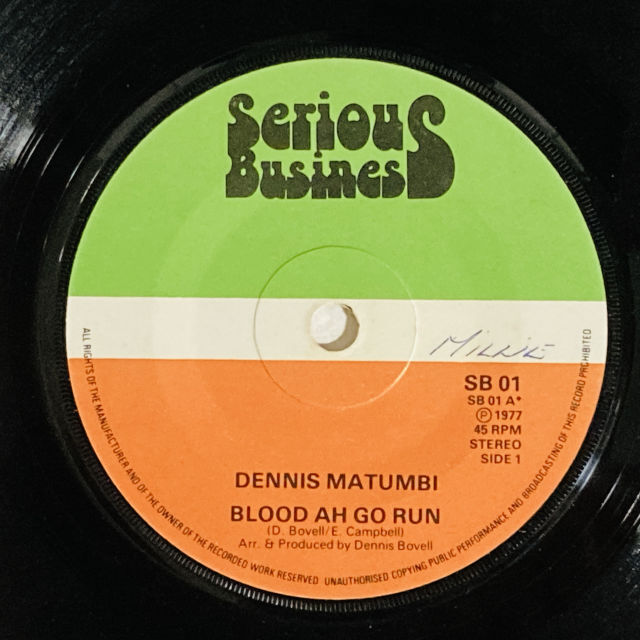 Serious
Business
Millie
SB 01
SB 01 A*
Ⓟ 1977
45 RPM
STEREO
SIDE 1
DENNIS MATUMBI
BLOOD AH GO RUN
(D. Bovell/E. Campbell)
Arr. & Produced by Dennis Bovell
ALL RIGHTS OF THE MANUFACTURER AND OF THE OWNER OF THE RECORDED WORK RESERVED UNAUTHORISED COPYING PUBLIC PERFORMANCE AND BROADCASTING OF THIS RECORD PROHIBITED